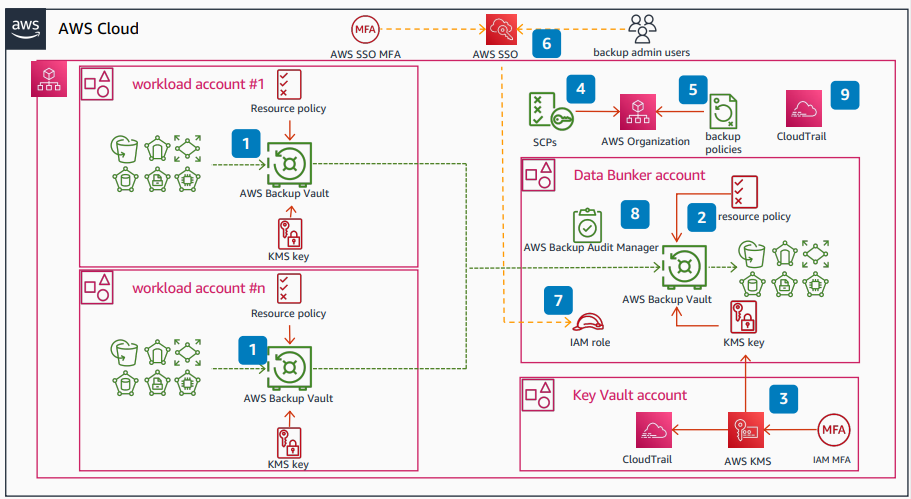 aws
AWS Cloud
MFA
AWS SSO MFA
AWS SSO
6
backup admin users
workload account #1
Resource policy
1
AWS Backup Vault
KMS key
workload account #n
Resource policy
1
AWS Backup Vault
KMS key
4
SCPs
AWS Organization
5
backup
policies
9
CloudTrail
Data Bunker account
8
AWS Backup Audit Manager
2
resource policy
AWS Backup Vault
7
IAM role
KMS key
Key Vault account
3
CloudTrail
AWS KMS
MFA
IAM MFA